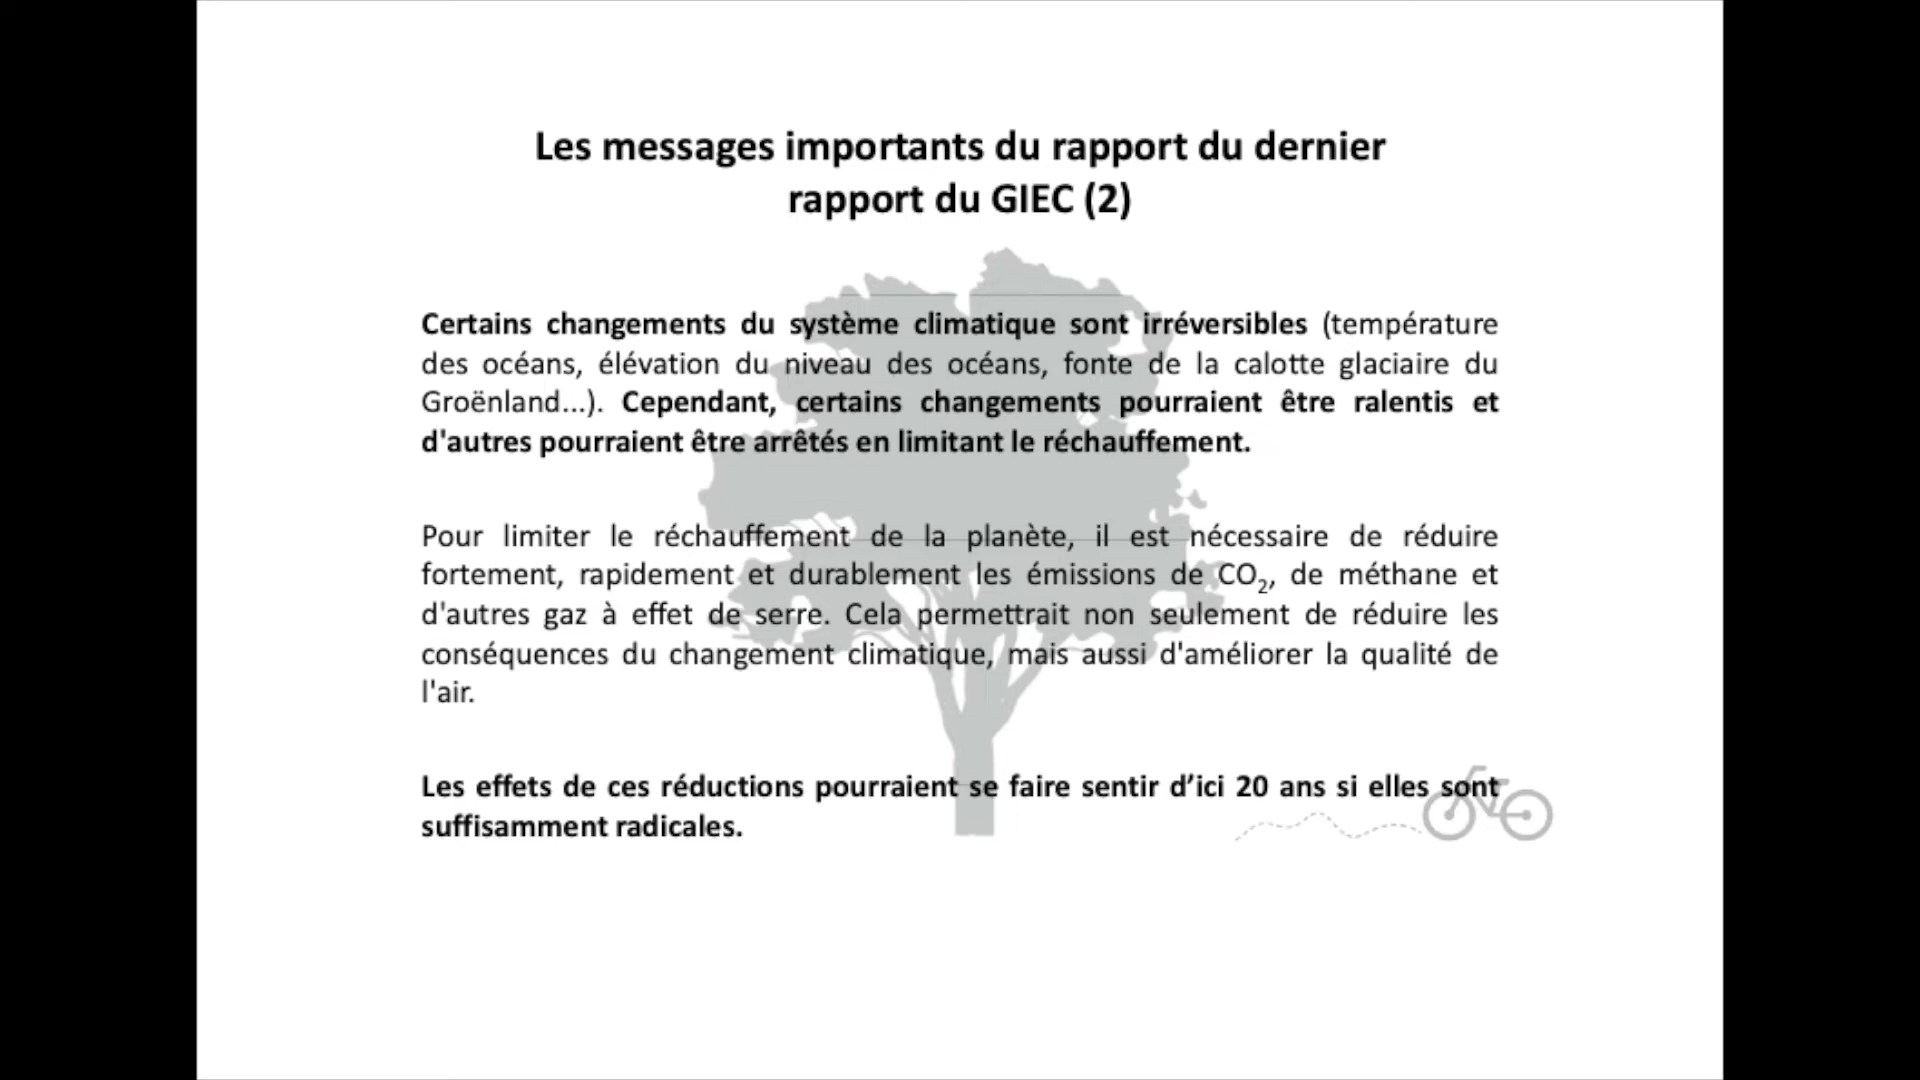 Les messages importants du rapport du dernier
rapport du GIEC (2)
Certains changements du système climatique sont irréversibles (température
des océans, élévation du niveau des océans, fonte de la calotte glaciaire du
Groënland...). Cependant, certains changements pourraient être ralentis et
d'autres pourraient être arrêtés en limitant le réchauffement.
Pour limiter le réchauffement de la planète, il est nécessaire de réduire
fortement, rapidement et durablement les émissions de CO₂, de méthane et
d'autres gaz à effet de serre. Cela permettrait non seulement de réduire les
conséquences du changement climatique, mais aussi d'améliorer la qualité de
l'air.
Les effets de ces réductions pourraient se faire sentir d’ici 20 ans si elles sont
suffisamment radicales.